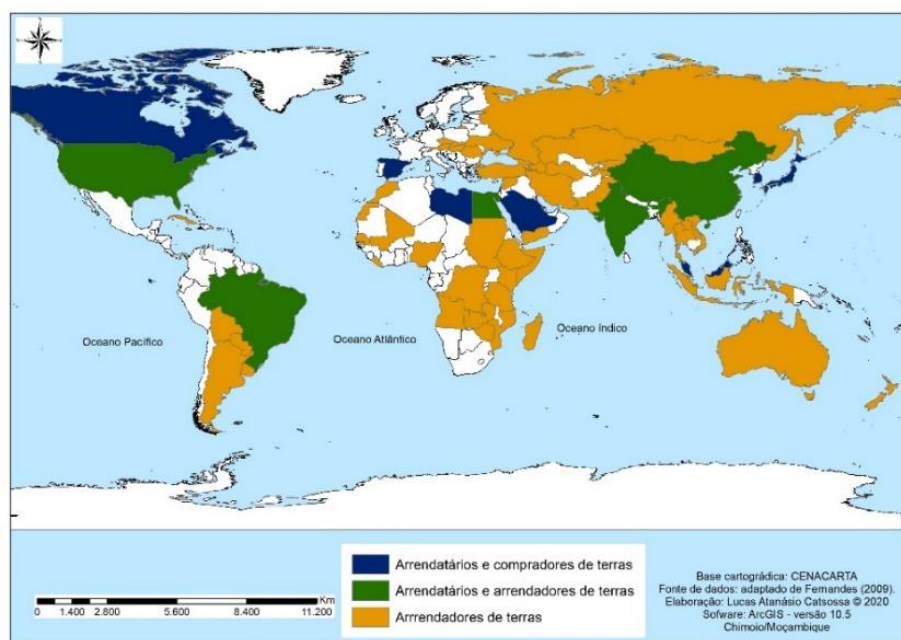 Oceano Pacífico
Oceano Atlântico
Oceano Índico
Arrendatários e compradores de terras
Arrendatários e arrendadores de terras
Arrrendadores de terras
Km
0 1.400 2.800 5.600 8.400 11.200
Base cartográdica: CENACARTA
Fonte de dados: adaptado de Fernandes (2009).
Elaboração: Lucas Atanásio Catsossa © 2020
Sofware: ArcGIS - versão 10.5
Chimoio/Moçambique